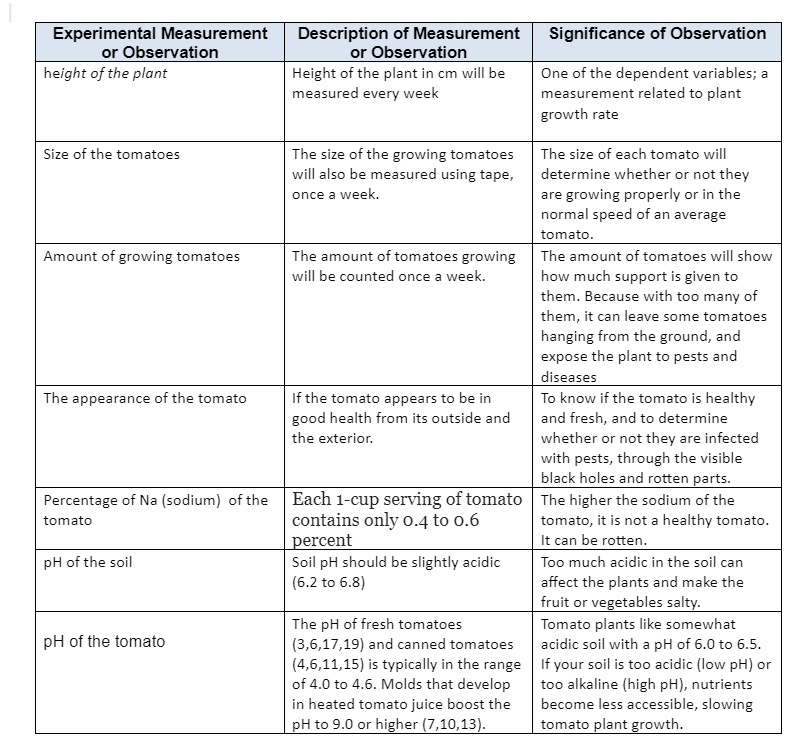 Experimental Measurement
or Observation
Description of Measurement
or Observation
Significance of Observation
height of the plant
Height of the plant in cm will be
measured every week
One of the dependent variables; a
measurement related to plant
growth rate
Size of the tomatoes
The size of the growing tomatoes
will also be measured using tape,
once a week.
The size of each tomato will
determine whether or not they
are growing properly or in the
normal speed of an average
tomato.
Amount of growing tomatoes
The amount of tomatoes growing
will be counted once a week.
The amount of tomatoes will show
how much support is given to
them. Because with too many of
them, it can leave some tomatoes
hanging from the ground, and
expose the plant to pests and
diseases
The appearance of the tomato
If the tomato appears to be in
good health from its outside and
the exterior.
To know if the tomato is healthy
and fresh, and to determine
whether or not they are infected
with pests, through the visible
black holes and rotten parts.
Percentage of Na (sodium) of the
tomato
Each 1-cup serving of tomato
contains only 0.4 to 0.6
percent
The higher the sodium of the
tomato, it is not a healthy tomato.
It can be rotten.
pH of the soil
Soil pH should be slightly acidic
(6.2 to 6.8)
Too much acidic in the soil can
affect the plants and make the
fruit or vegetables salty.
pH of the tomato
The pH of fresh tomatoes
(3,6,17,19) and canned tomatoes
(4,6,11,15) is typically in the range
of 4.0 to 4.6. Molds that develop
in heated tomato juice boost the
pH to 9.0 or higher (7,10,13).
Tomato plants like somewhat
acidic soil with a pH of 6.0 to 6.5.
If your soil is too acidic (low pH) or
too alkaline (high pH), nutrients
become less accessible, slowing
tomato plant growth.